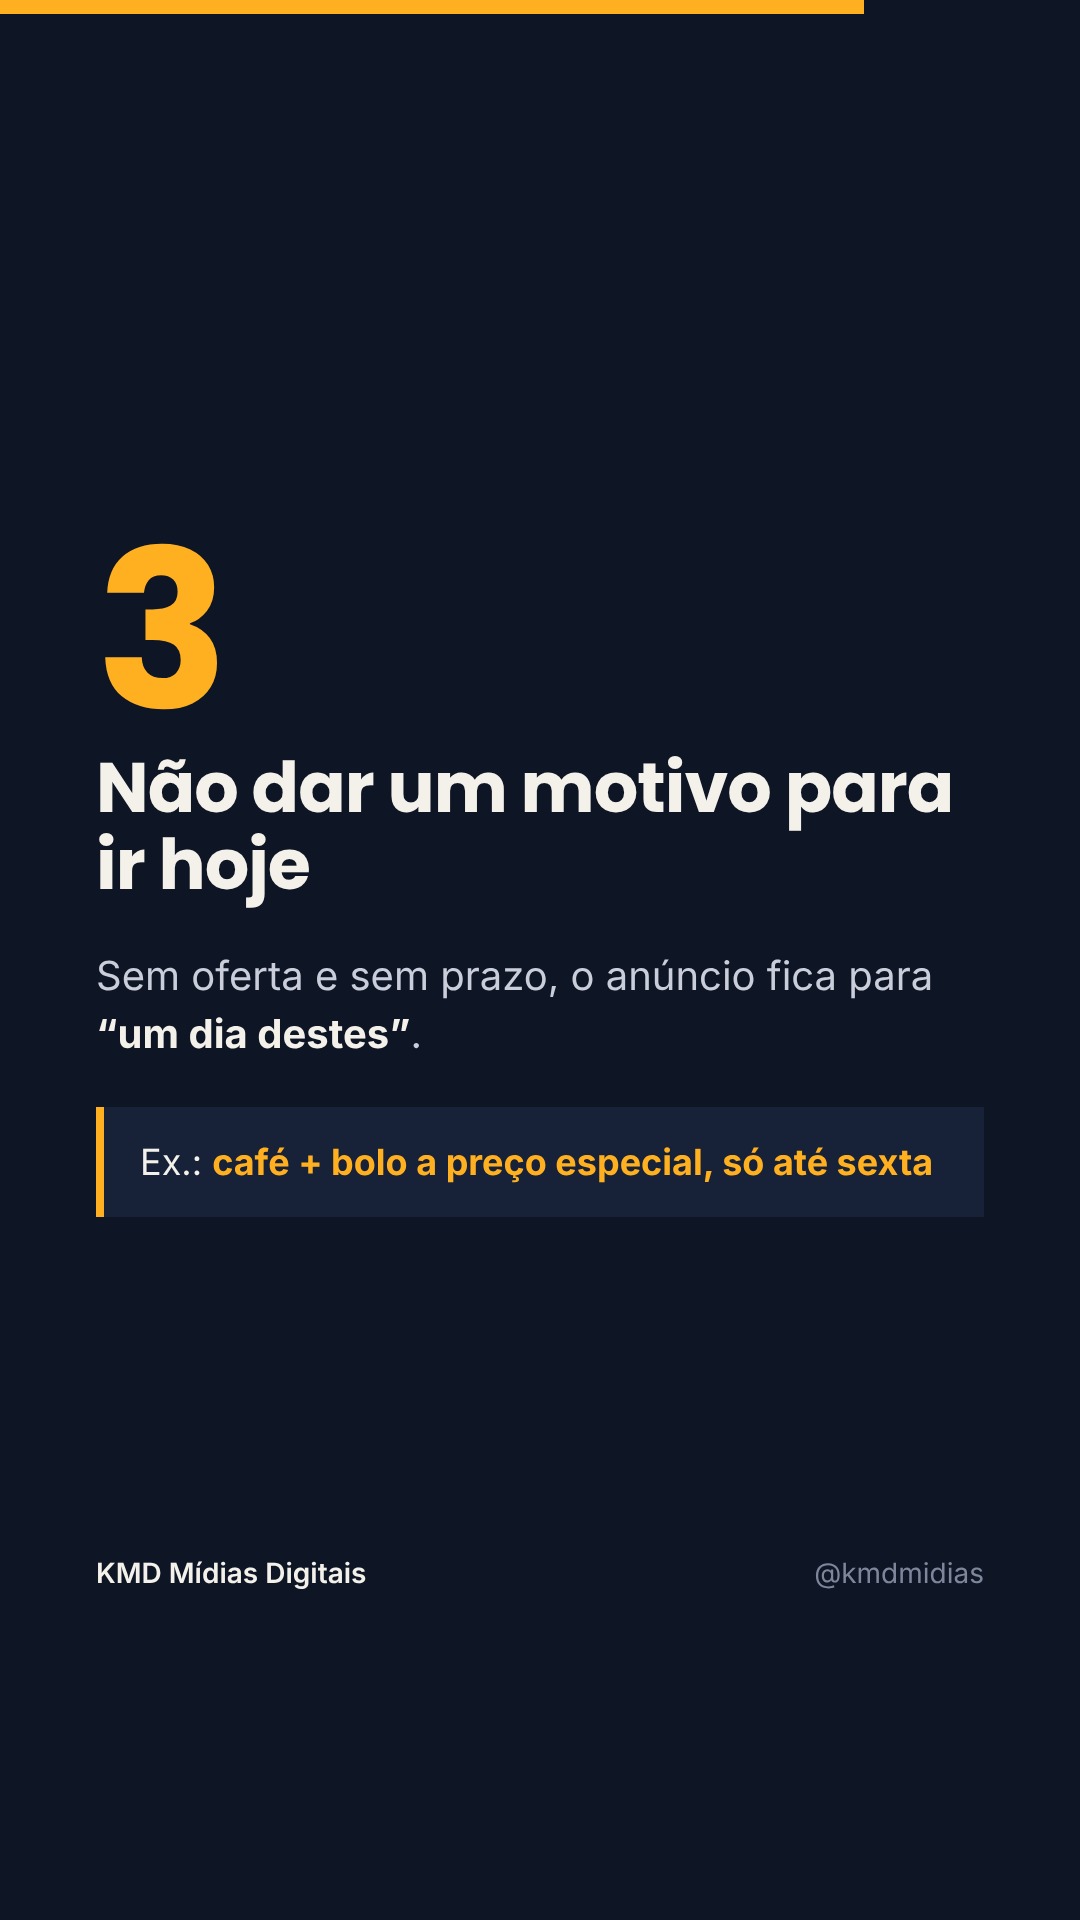 3
Não dar um motivo para
ir hoje
Sem oferta e sem prazo, o anúncio fica para
“um dia destes”.
Ex.: café + bolo a preço especial, só até sexta
KMD Mídias Digitais
@kmdmidias